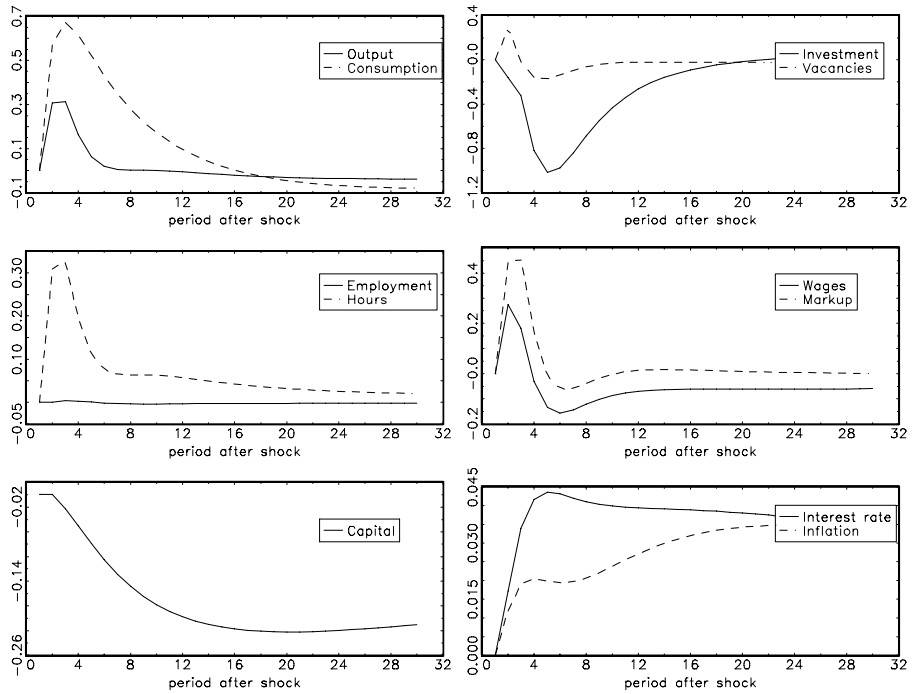 0.7
0.5
0.3
0.1
−0.1
Output
Consumption
0 4 8 12 16 20 24 28 32
period after shock
0.4
−0.0
−0.4
−0.8
−1.2
Investment
Vacancies
0 4 8 12 16 20 24 28 32
period after shock
0.30
0.20
0.10
−0.05
Employment
Hours
0 4 8 12 16 20 24 28 32
period after shock
0.4
0.2
−0.0
−0.2
Wages
Markup
0 4 8 12 16 20 24 28 32
period after shock
−0.02
−0.14
−0.26
Capital
0 4 8 12 16 20 24 28 32
period after shock
0.045
0.030
0.015
0.000
Interest rate
Inflation
0 4 8 12 16 20 24 28 32
period after shock